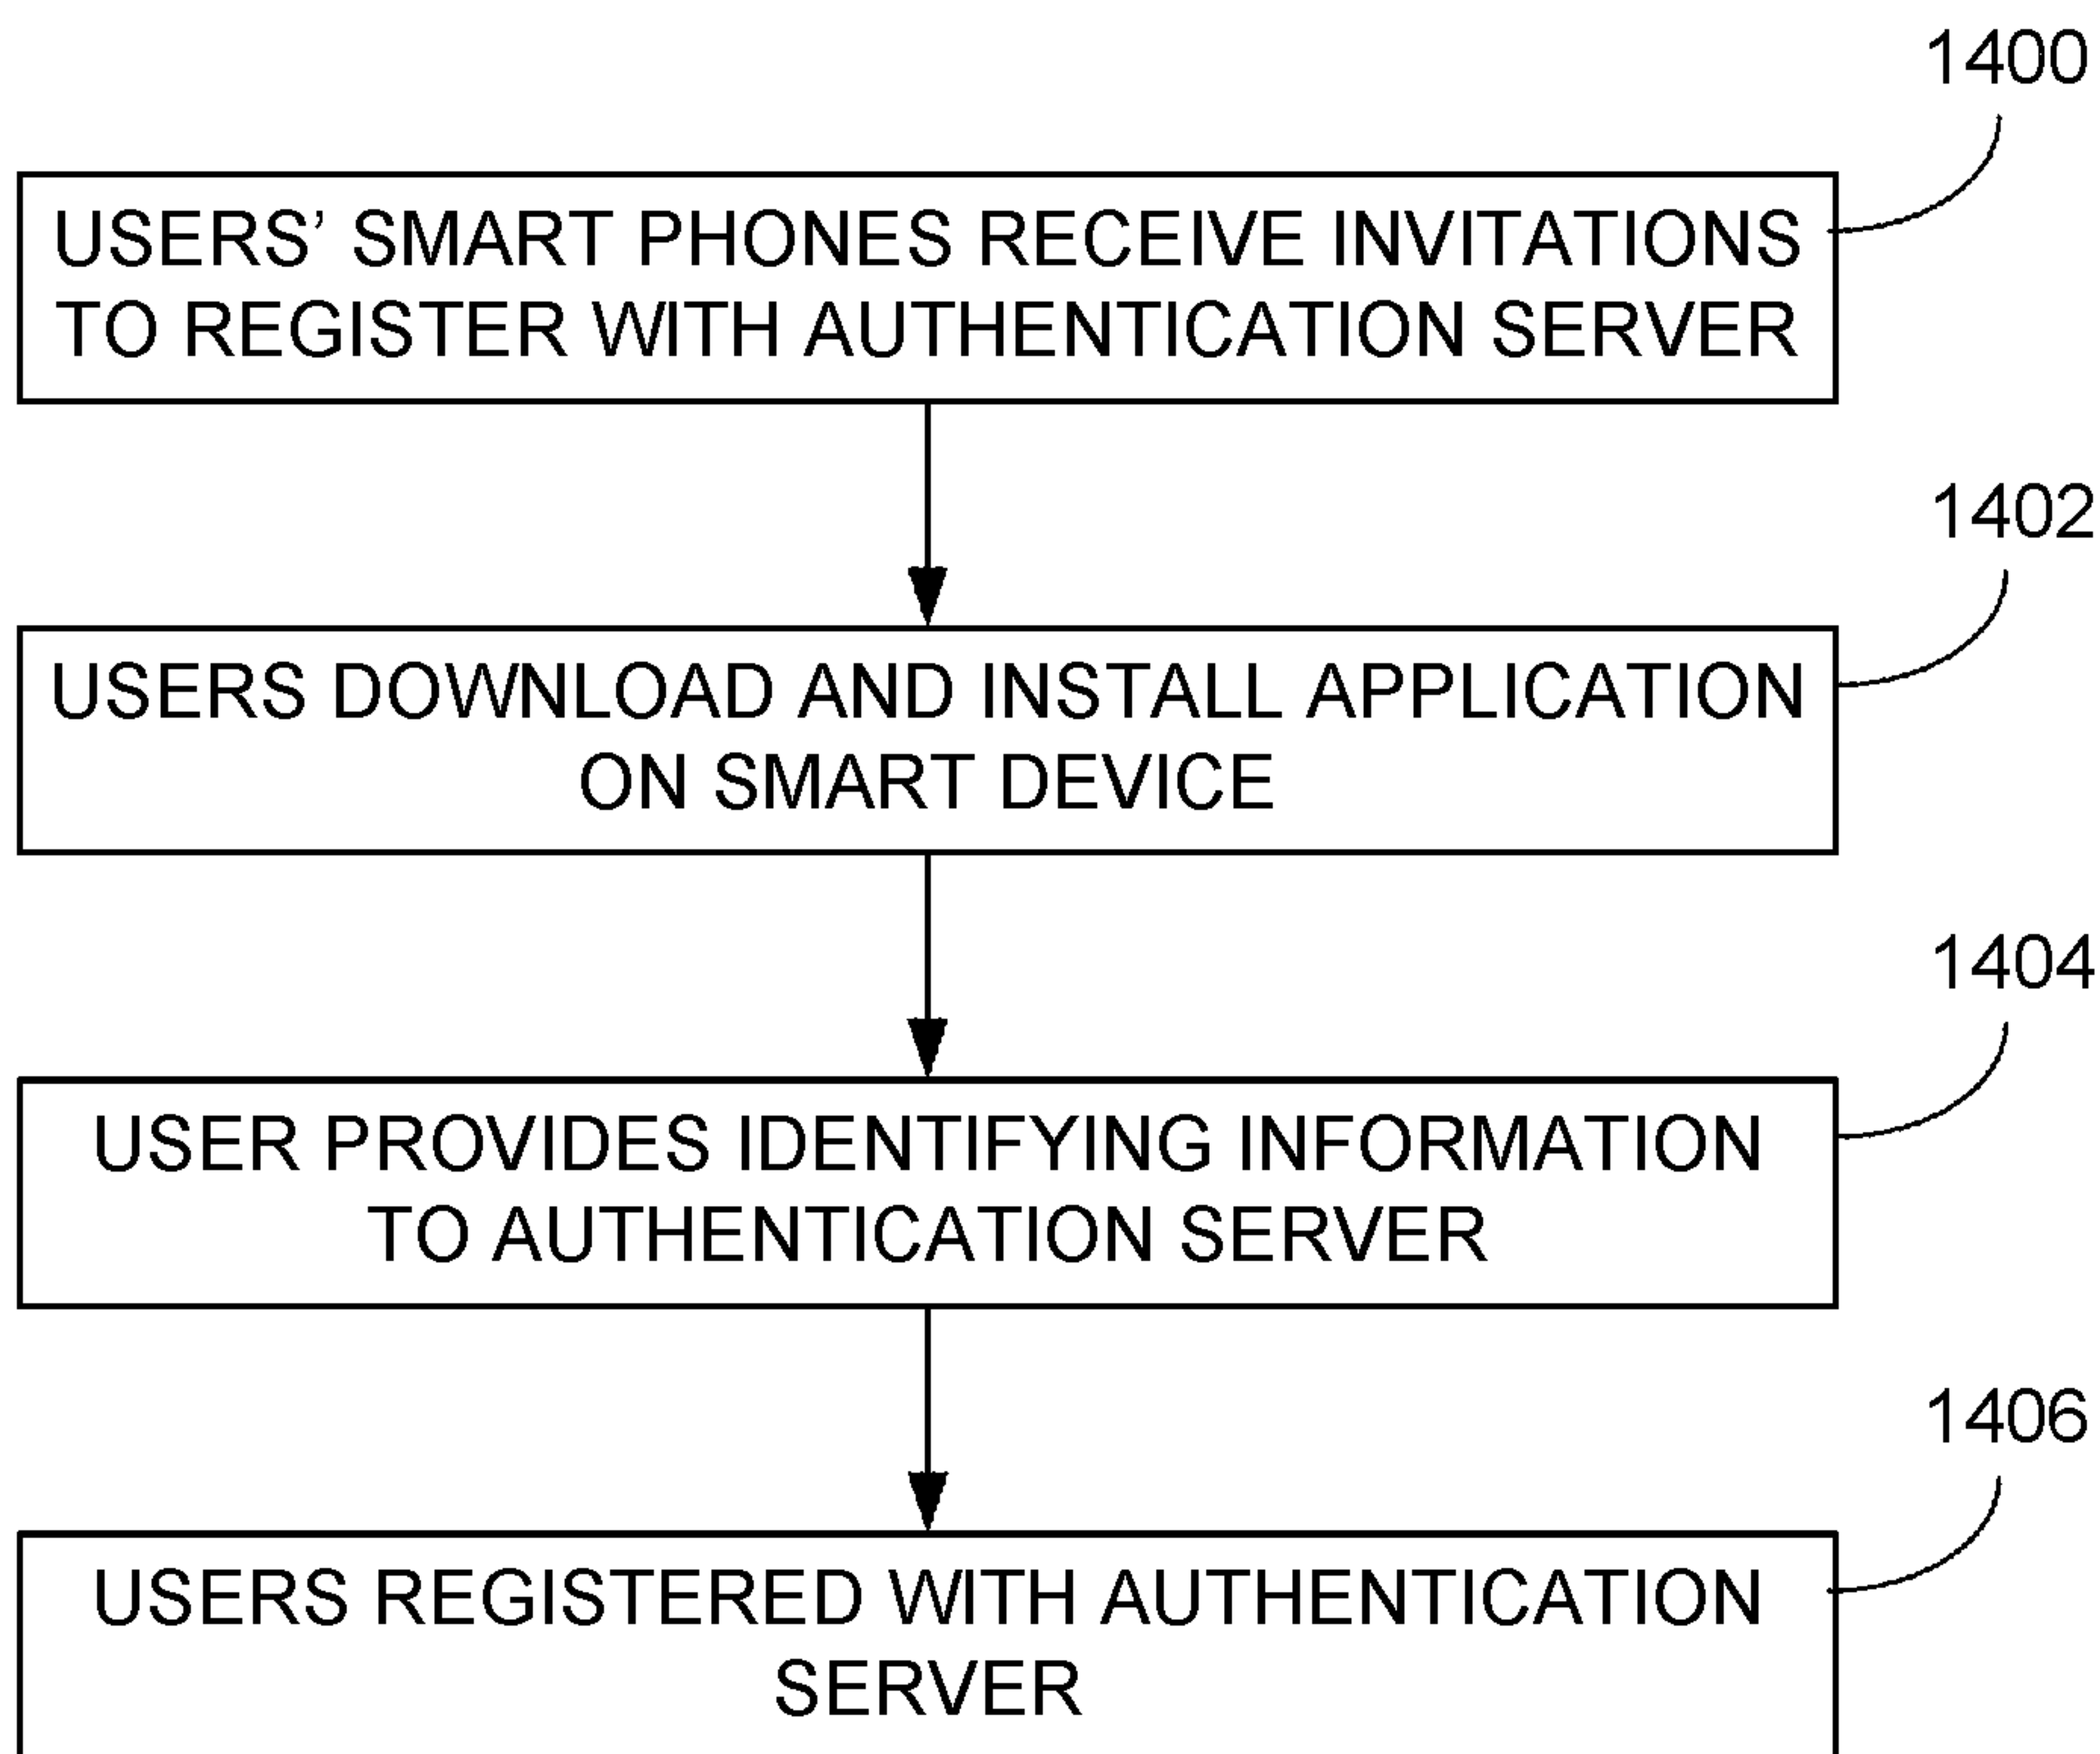 1400
USERS’ SMART PHONES RECEIVE INVITATIONS
TO REGISTER WITH AUTHENTICATION SERVER
1402
USERS DOWNLOAD AND INSTALL APPLICATION
ON SMART DEVICE
1404
USER PROVIDES IDENTIFYING INFORMATION
TO AUTHENTICATION SERVER
1406
USERS REGISTERED WITH AUTHENTICATION
SERVER